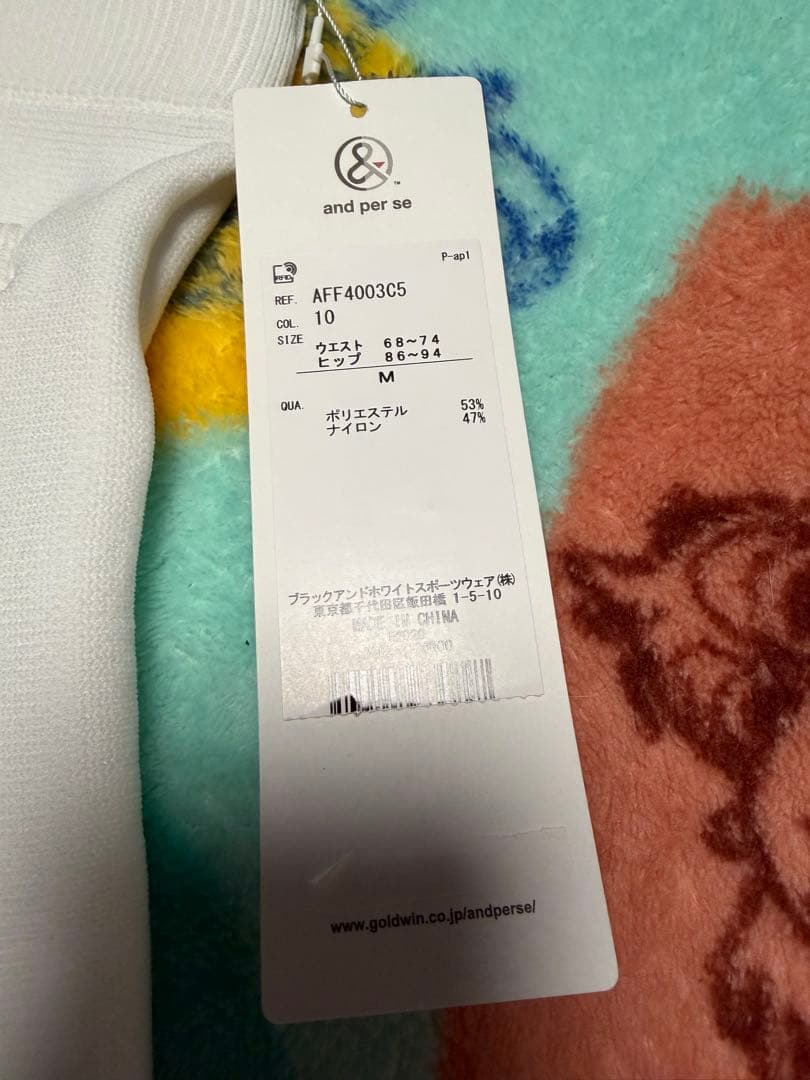 &
™
and per se
P-ap1
RFID
REF. AFF4003C5
COL. 10
SIZE ウエスト 68~74
ヒップ 86~94
M
QUA. ポリエステル 53%
ナイロン 47%
ブラックアンドホワイトスポーツウェア(株)
東京都千代田区飯田橋 1-5-10
MADE IN CHINA
www.goldwin.co.jp/andperse/